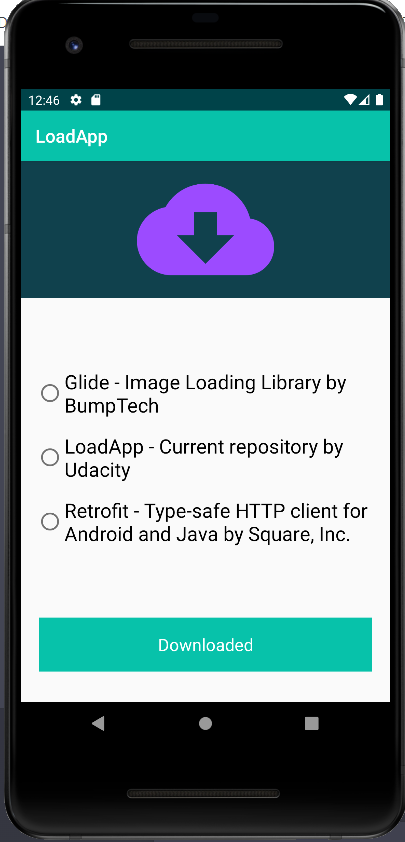 12:46
LoadApp
Glide - Image Loading Library by
BumpTech
LoadApp - Current repository by
Udacity
Retrofit - Type-safe HTTP client for
Android and Java by Square, Inc.
Downloaded